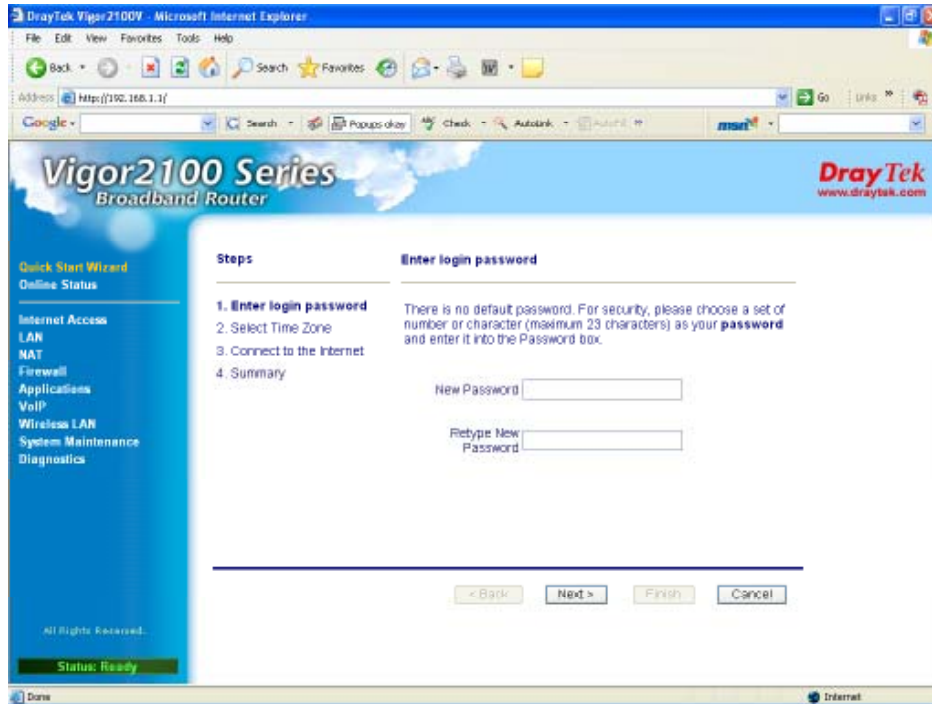 DrayTek Vigor2100V - Microsoft Internet Explorer
File Edit View Favorites Tools Help
Back Search Favorites
Address http://192.168.1.1/ Go Links »
Google Search Popups okay Check AutoLink AutoFill » msn
Vigor2100 Series
Broadband Router
DrayTek
www.draytek.com
Quick Start Wizard
Online Status
Internet Access
LAN
NAT
Firewall
Applications
VoIP
Wireless LAN
System Maintenance
Diagnostics
All Rights Reserved.
Status: Ready
Steps
1. Enter login password
2. Select Time Zone
3. Connect to the Internet
4. Summary
Enter login password
There is no default password. For security, please choose a set of
number or character (maximum 23 characters) as your password
and enter it into the Password box.
New Password
Retype New
Password
< Back Next > Finish Cancel
Done Internet